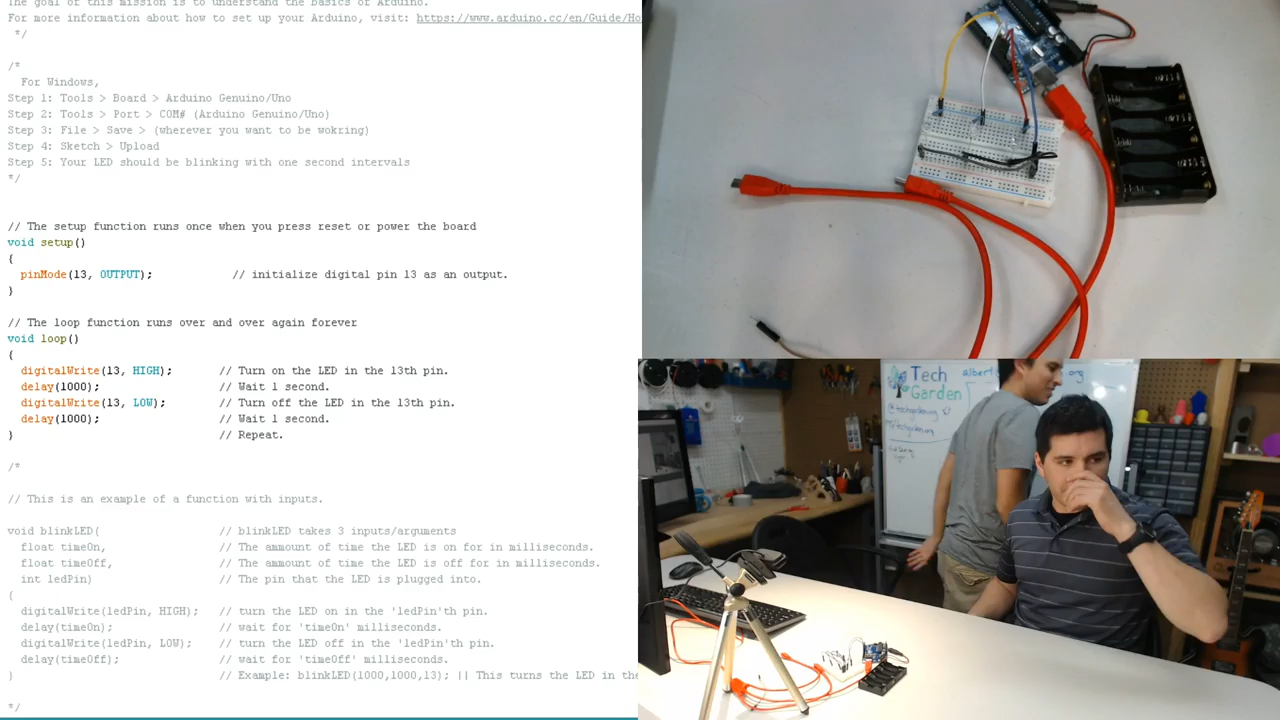 The goal of this mission is to understand the basics of Arduino.
For more information about how to set up your Arduino, visit: https://www.arduino.cc/en/Guide/Ho
*/
/*
For Windows,
Step 1: Tools > Board > Arduino Genuino/Uno
Step 2: Tools > Port > COM# (Arduino Genuino/Uno)
Step 3: File > Save > (wherever you want to be wokring)
Step 4: Sketch > Upload
Step 5: Your LED should be blinking with one second intervals
*/
// The setup function runs once when you press reset or power the board
void setup()
{
pinMode(13, OUTPUT); // initialize digital pin 13 as an output.
}
// The loop function runs over and over again forever
void loop()
{
digitalWrite(13, HIGH); // Turn on the LED in the 13th pin.
delay(1000); // Wait 1 second.
digitalWrite(13, LOW); // Turn off the LED in the 13th pin.
delay(1000); // Wait 1 second.
} // Repeat.
/*
// This is an example of a function with inputs.
void blinkLED( // blinkLED takes 3 inputs/arguments
float timeOn, // The ammount of time the LED is on for in milliseconds.
float timeOff, // The ammount of time the LED is off for in milliseconds.
int ledPin) // The pin that the LED is plugged into.
{
digitalWrite(ledPin, HIGH); // turn the LED on in the 'ledPin'th pin.
delay(timeOn); // wait for 'timeOn' milliseconds.
digitalWrite(ledPin, LOW); // turn the LED off in the 'ledPin'th pin.
delay(timeOff); // wait for 'timeOff' milliseconds.
} // Example: blinkLED(1000,1000,13); || This turns the LED in the
*/
Tech
Garden
albert
.org